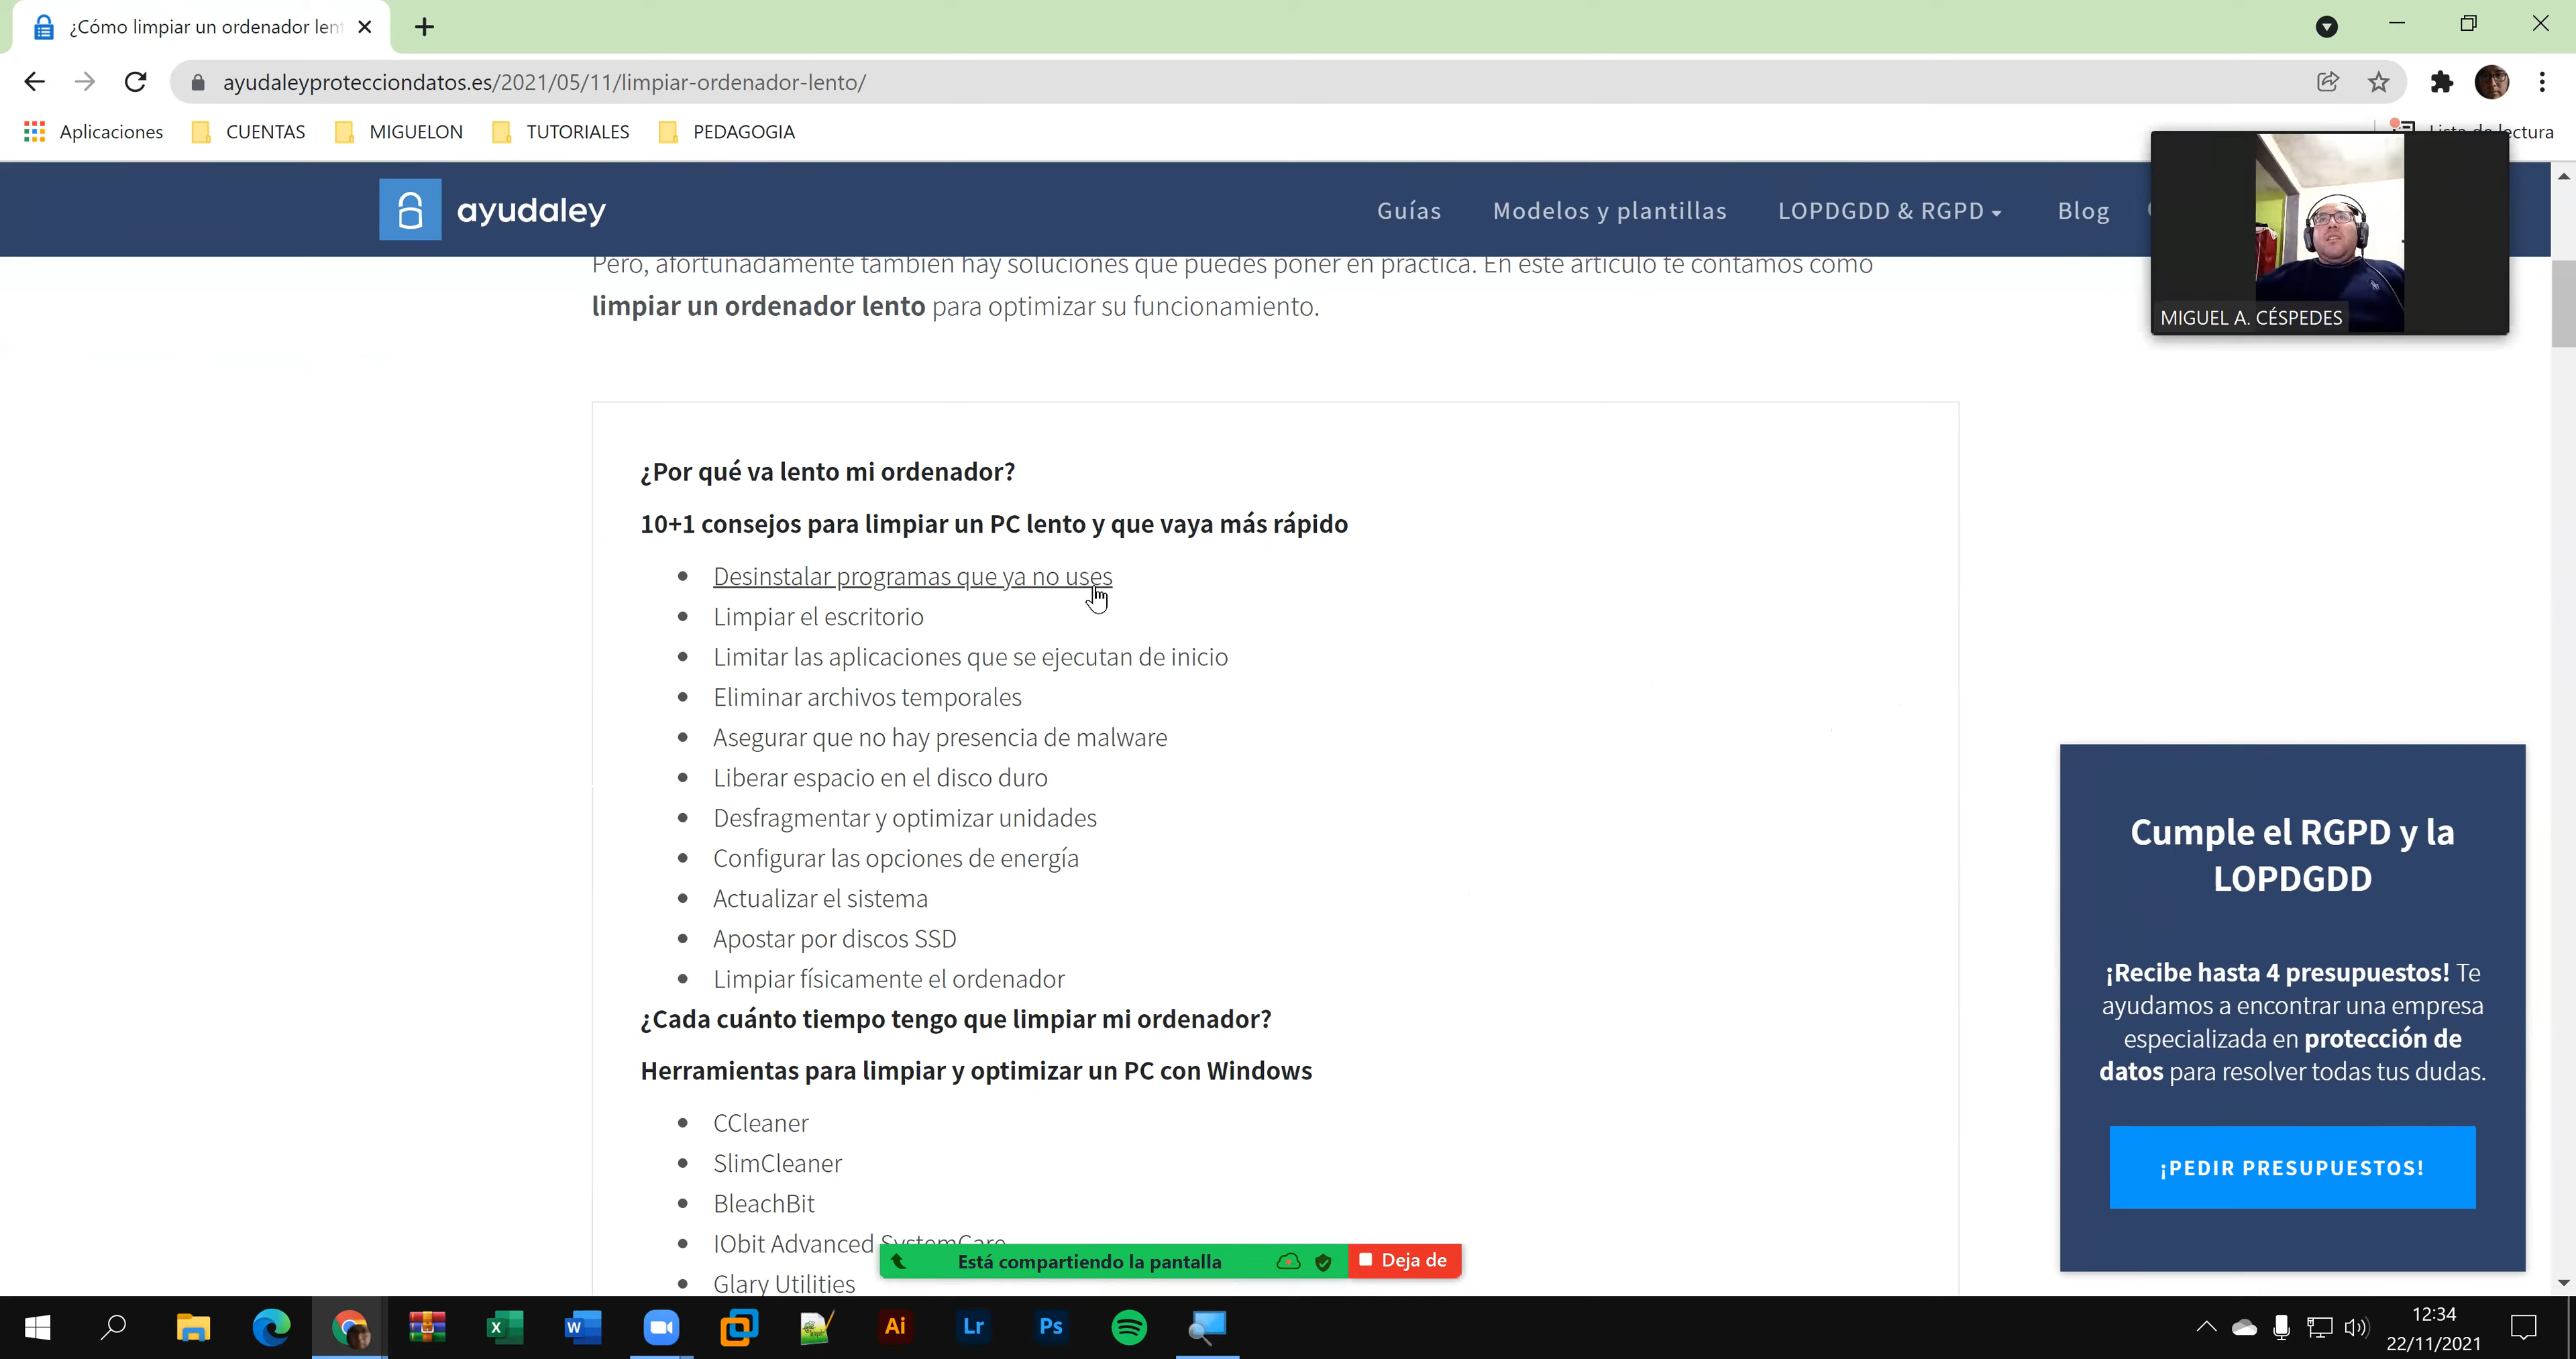 ¿Cómo limpiar un ordenador len
ayudaleyprotecciondatos.es/2021/05/11/limpiar-ordenador-lento/
Aplicaciones CUENTAS MIGUELON TUTORIALES PEDAGOGIA
ayudaley Guías Modelos y plantillas LOPDGDD & RGPD Blog
MIGUEL A. CÉSPEDES
Pero, afortunadamente también hay soluciones que puedes poner en práctica. En este artículo te contamos cómo
limpiar un ordenador lento para optimizar su funcionamiento.
¿Por qué va lento mi ordenador?
10+1 consejos para limpiar un PC lento y que vaya más rápido
Desinstalar programas que ya no uses
Limpiar el escritorio
Limitar las aplicaciones que se ejecutan de inicio
Eliminar archivos temporales
Asegurar que no hay presencia de malware
Liberar espacio en el disco duro
Desfragmentar y optimizar unidades
Configurar las opciones de energía
Actualizar el sistema
Apostar por discos SSD
Limpiar físicamente el ordenador
¿Cada cuánto tiempo tengo que limpiar mi ordenador?
Herramientas para limpiar y optimizar un PC con Windows
CCleaner
SlimCleaner
BleachBit
IObit Advanced SystemCare
Glary Utilities
Cumple el RGPD y la
LOPDGDD
¡Recibe hasta 4 presupuestos! Te
ayudamos a encontrar una empresa
especializada en protección de
datos para resolver todas tus dudas.
¡PEDIR PRESUPUESTOS!
Está compartiendo la pantalla Deja de
Ai Lr Ps
12:34
22/11/2021